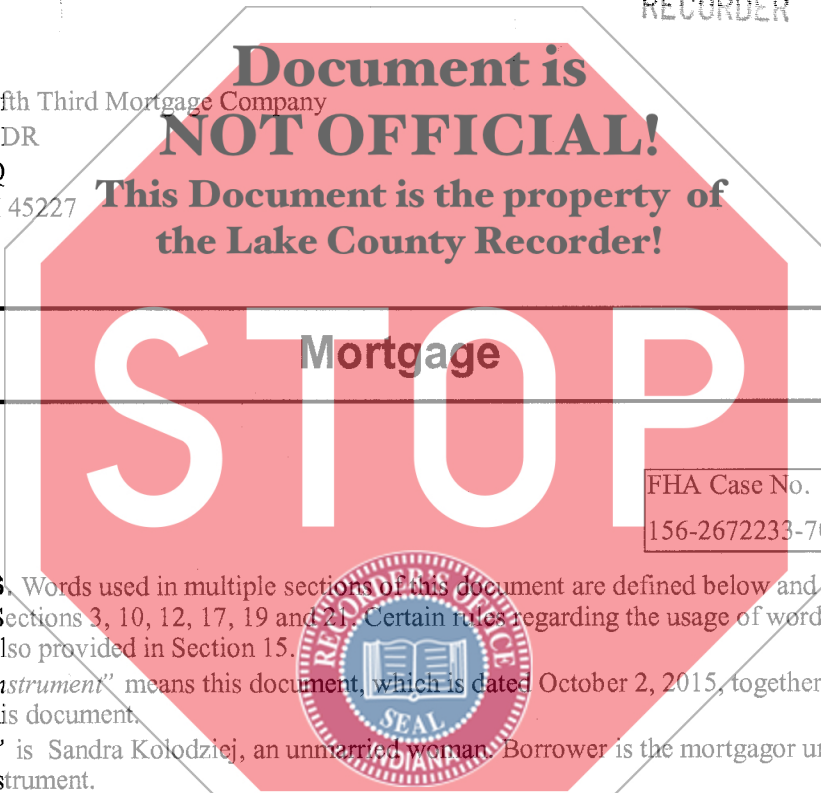 RECORDER
Document is
fth Third Mortgage Company
DR
NOT OFFICIAL!
45227
This Document is the property of
the Lake County Recorder!
Mortgage
STOP
FHA Case No.
156-2672233-7
S. Words used in multiple sections of this document are defined below and
Sections 3, 10, 12, 17, 19 and 21. Certain rules regarding the usage of word
lso provided in Section 15.
nstrument” means this document, which is dated October 2, 2015, together
is document.
” is Sandra Kolodziej, an unmarried woman. Borrower is the mortgagor un
strument.
RECORDER'S OFFICE
SEAL
INDIANA